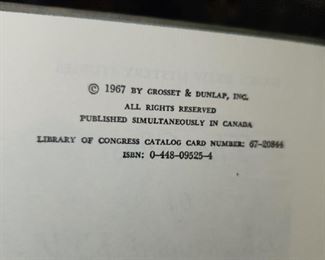 © 1967 BY GROSSET & DUNLAP, INC.
ALL RIGHTS RESERVED
PUBLISHED SIMULTANEOUSLY IN CANADA
LIBRARY OF CONGRESS CATALOG CARD NUMBER: 67-20844
ISBN: 0-448-09525-4